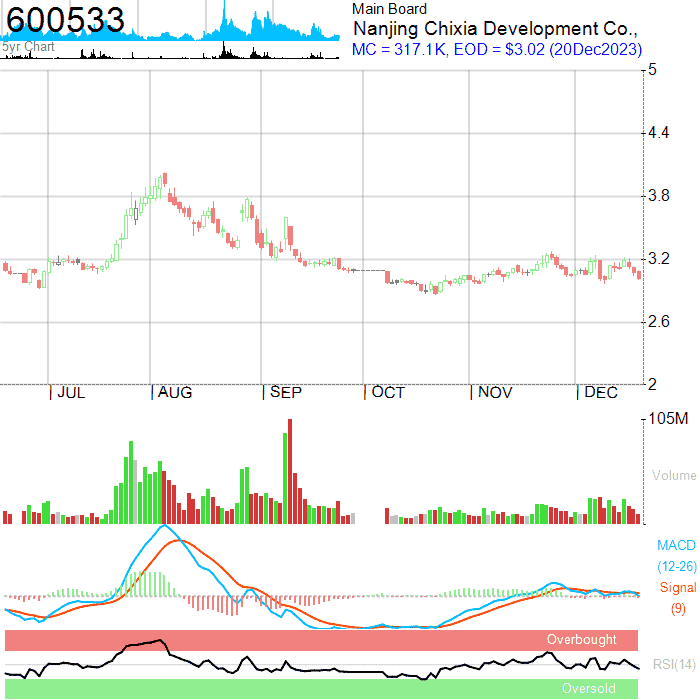 600533
5yr Chart
Main Board
Nanjing Chixia Development Co.,
MC = 317.1K, EOD = $3.02 (20Dec2023)
5
4.4
3.8
3.2
2.6
2
JUL
AUG
SEP
OCT
NOV
DEC
105M
Volume
MACD
(12-26)
Signal
(9)
Overbought
RSI(14)
Oversold